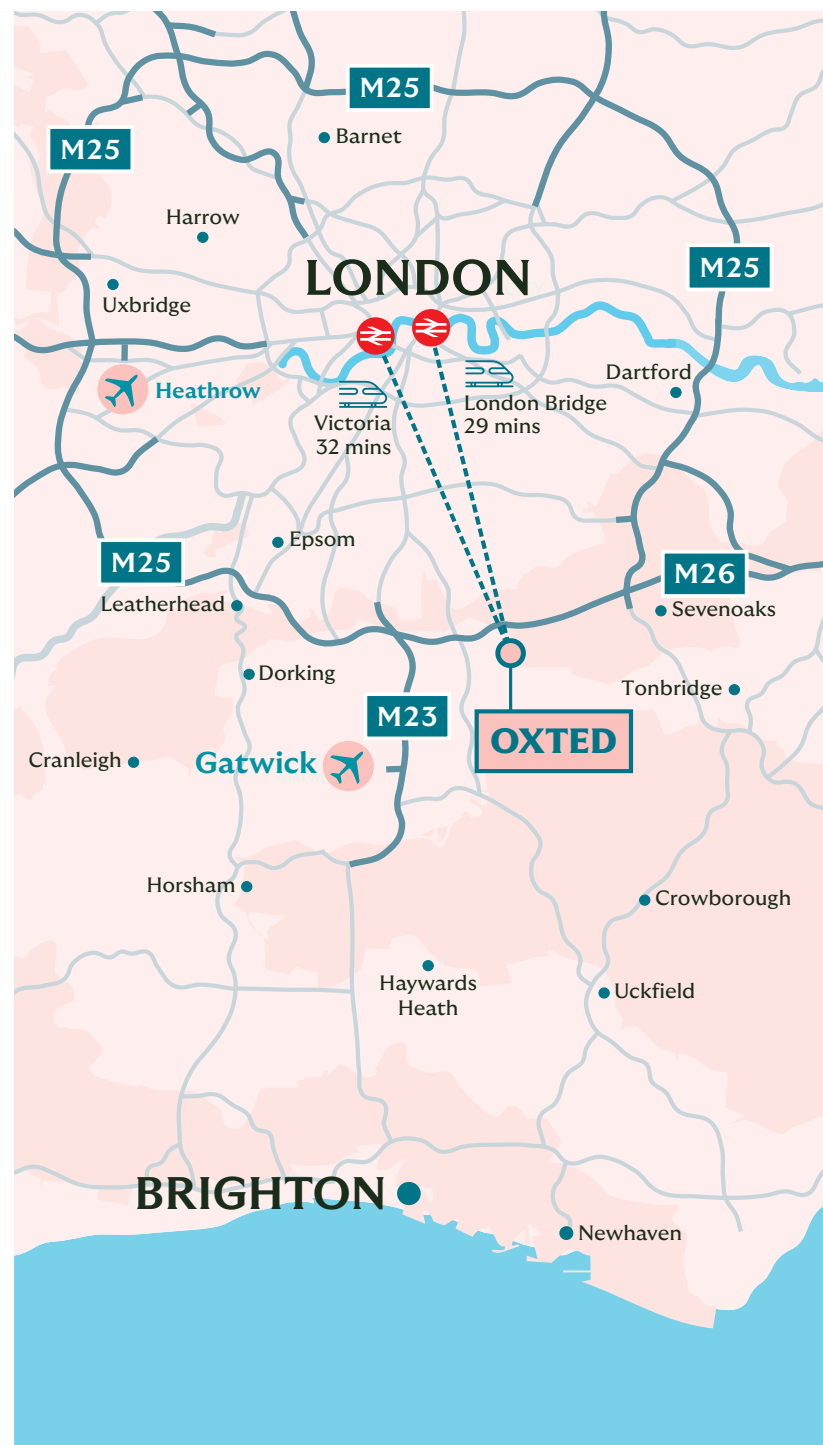 M25
Barnet
M25
Harrow
LONDON
M25
Uxbridge
Dartford
Heathrow
London Bridge
29 mins
Victoria
32 mins
Epsom
M25
M26
Leatherhead
Sevenoaks
Dorking
Tonbridge
M23
OXTED
Cranleigh
Gatwick
Horsham
Crowborough
Haywards
Heath
Uckfield
BRIGHTON
Newhaven